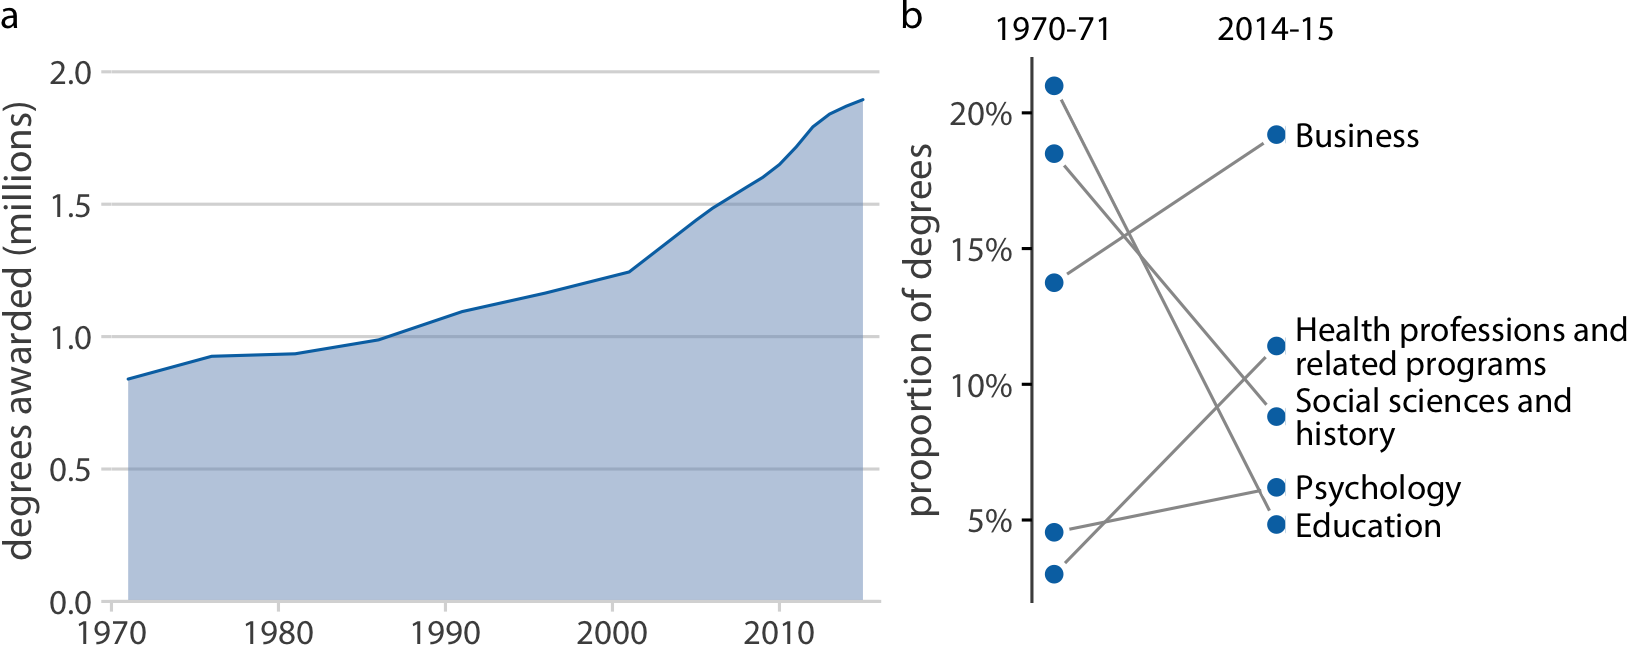 a
degrees awarded (millions)
2.0
1.5
1.0
0.5
0.0
1970 1980 1990 2000 2010
b
1970-71 2014-15
proportion of degrees
20%
15%
10%
5%
Business
Health professions and
related programs
Social sciences and
history
Psychology
Education